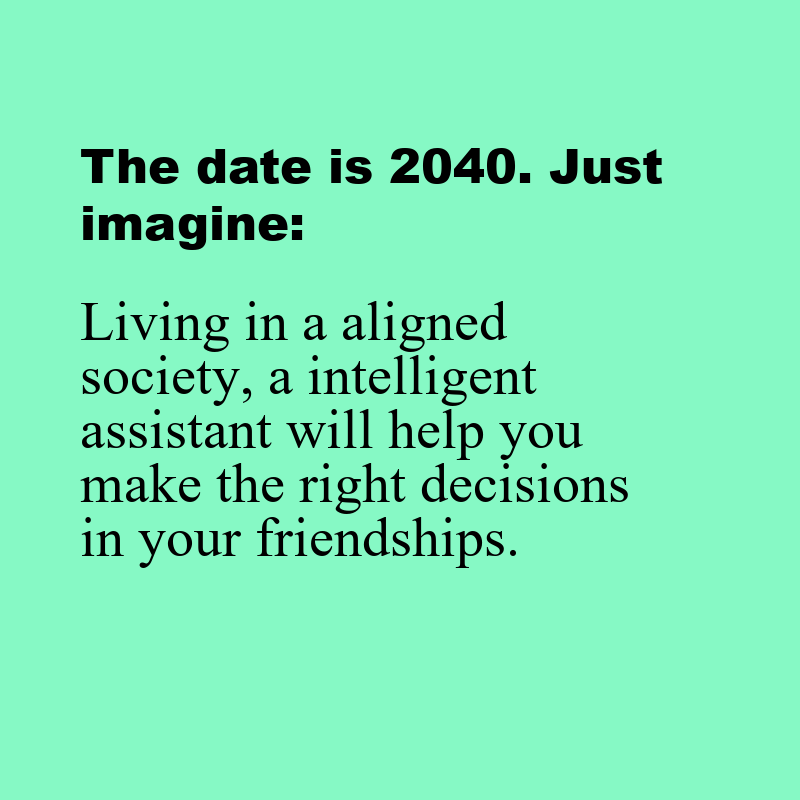 The date is 2040. Just
imagine:
Living in a aligned
society, a intelligent
assistant will help you
make the right decisions
in your friendships.